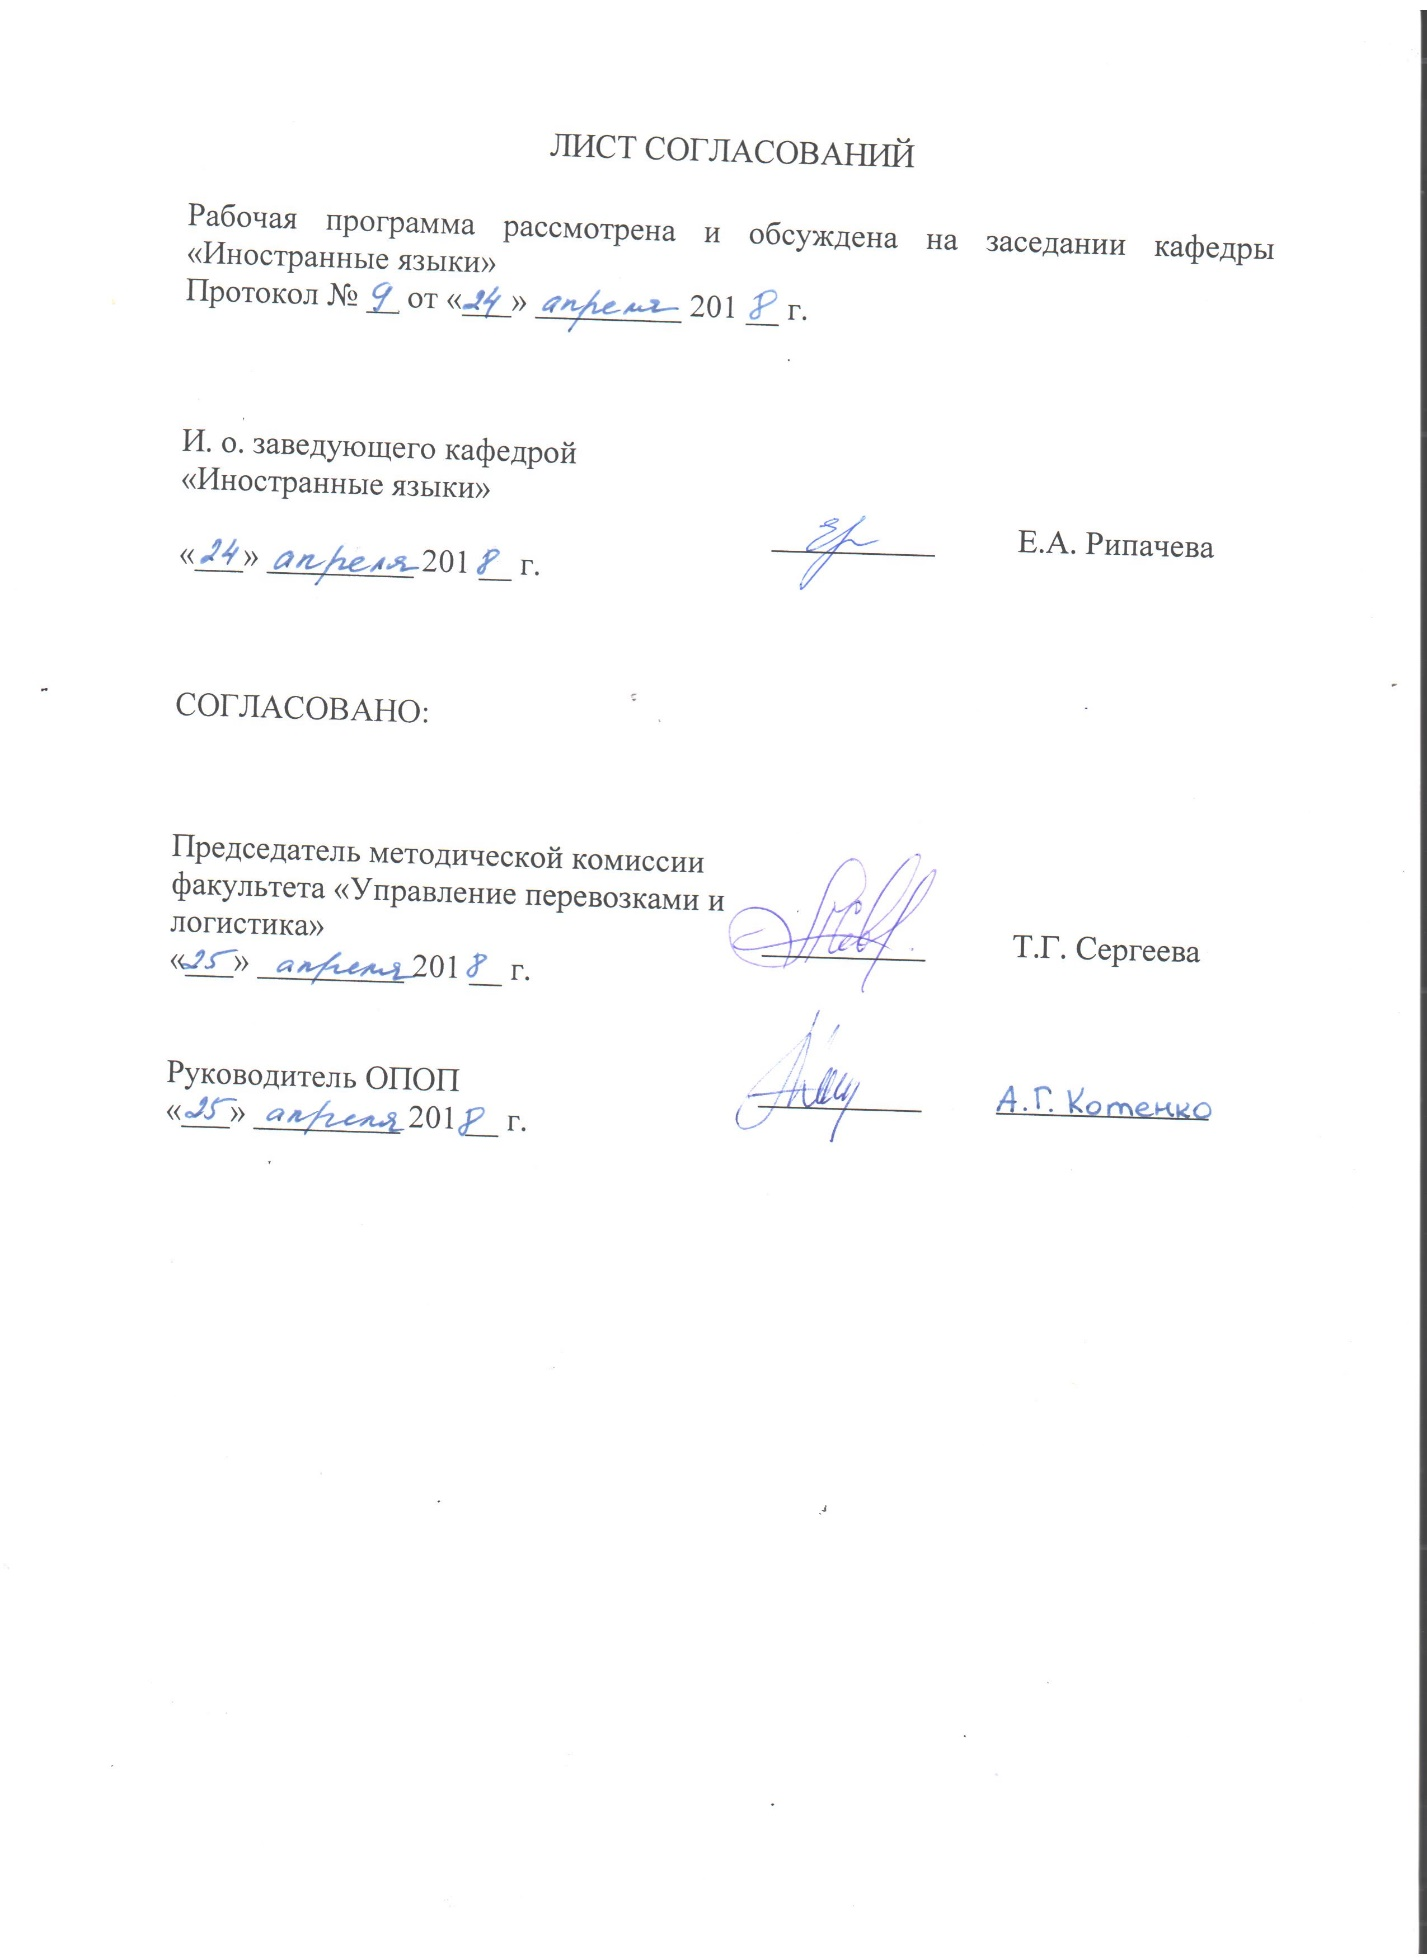 ЛИСТ СОГЛАСОВАНИЙ
Рабочая программа рассмотрена и обсуждена на заседании кафедры
«Иностранные языки»
Протокол № 9 от «24» апреля 2018 г.
И. о. заведующего кафедрой
«Иностранные языки»
«24» апреля 2018 г. Е.А. Рипачева
СОГЛАСОВАНО:
Председатель методической комиссии
факультета «Управление перевозками и
логистика»
«25» апреля 2018 г. Т.Г. Сергеева
Руководитель ОПОП
«25» апреля 2018 г. А.Г. Котенко